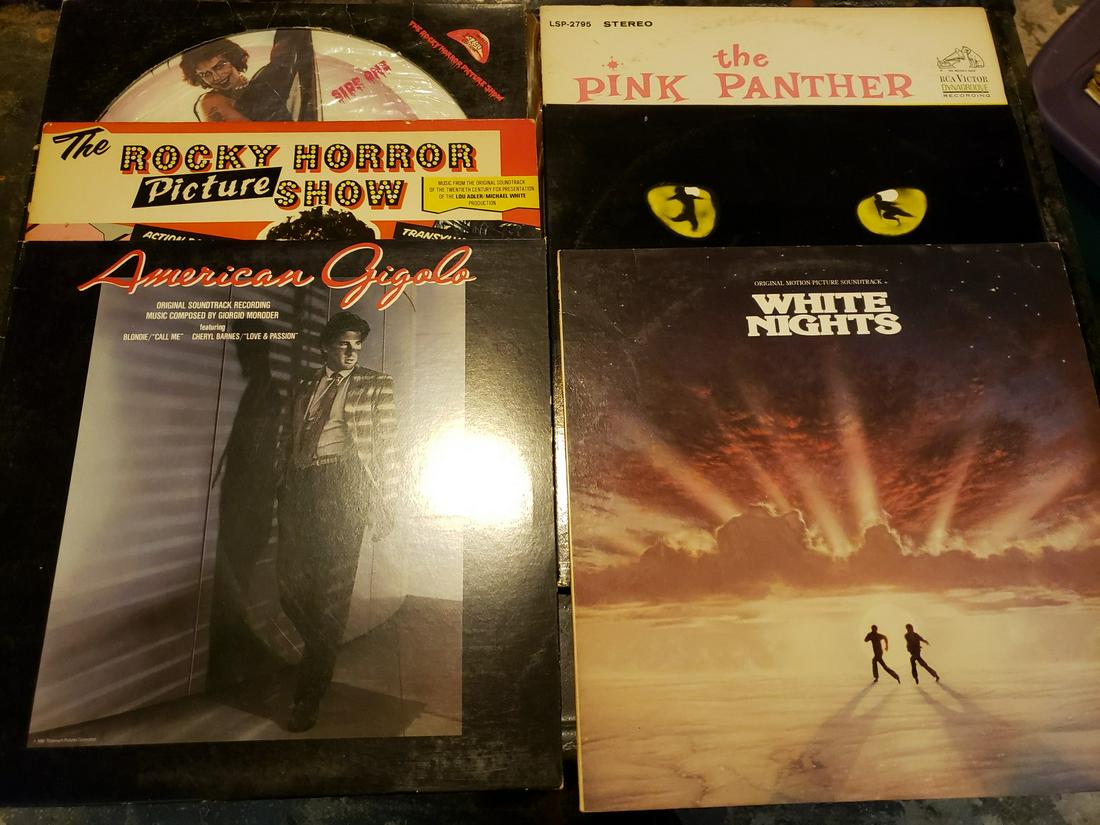 THE ROCKY HORROR PICTURE SHOW
SIDE ONE
The
ROCKY HORROR
Picture SHOW
MUSIC FROM THE ORIGINAL SOUNDTRACK
OF THE TWENTIETH CENTURY FOX PRESENTATION
OF THE LOU ADLER/MICHAEL WHITE
PRODUCTION
American Gigolo
ORIGINAL SOUNDTRACK RECORDING
MUSIC COMPOSED BY GIORGIO MORODER
featuring
BLONDIE/"CALL ME" CHERYL BARNES/"LOVE & PASSION"
LSP-2795 STEREO
the
PINK PANTHER
RCA VICTOR
DYNAGROOVE
RECORDING
ORIGINAL MOTION PICTURE SOUNDTRACK
WHITE
NIGHTS